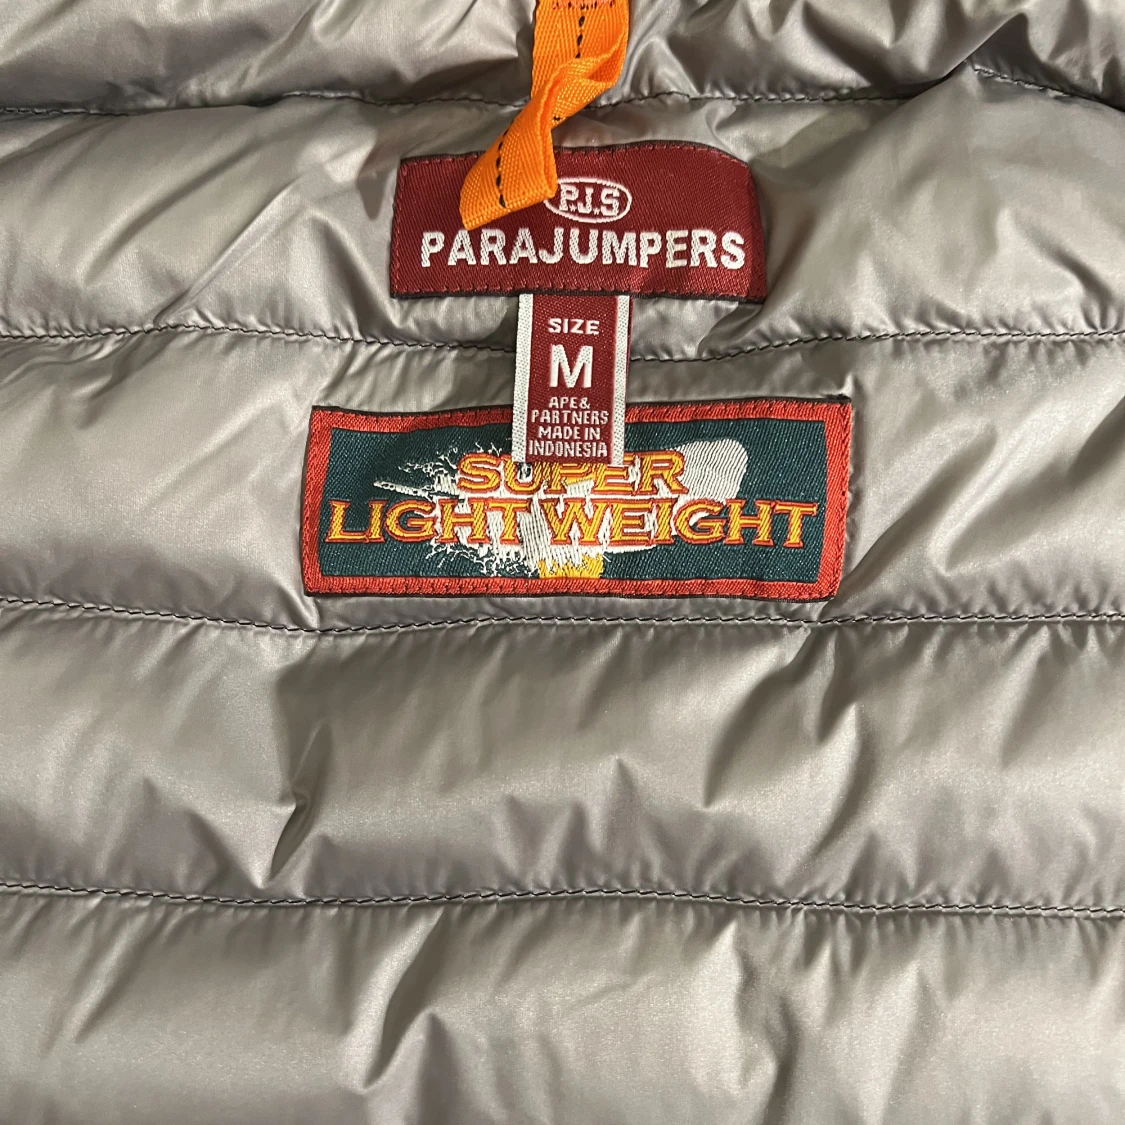 P.J.S
PARAJUMPERS
SIZE
M
APE&
PARTNERS
MADE IN
INDONESIA
SUPER
LIGHT WEIGHT